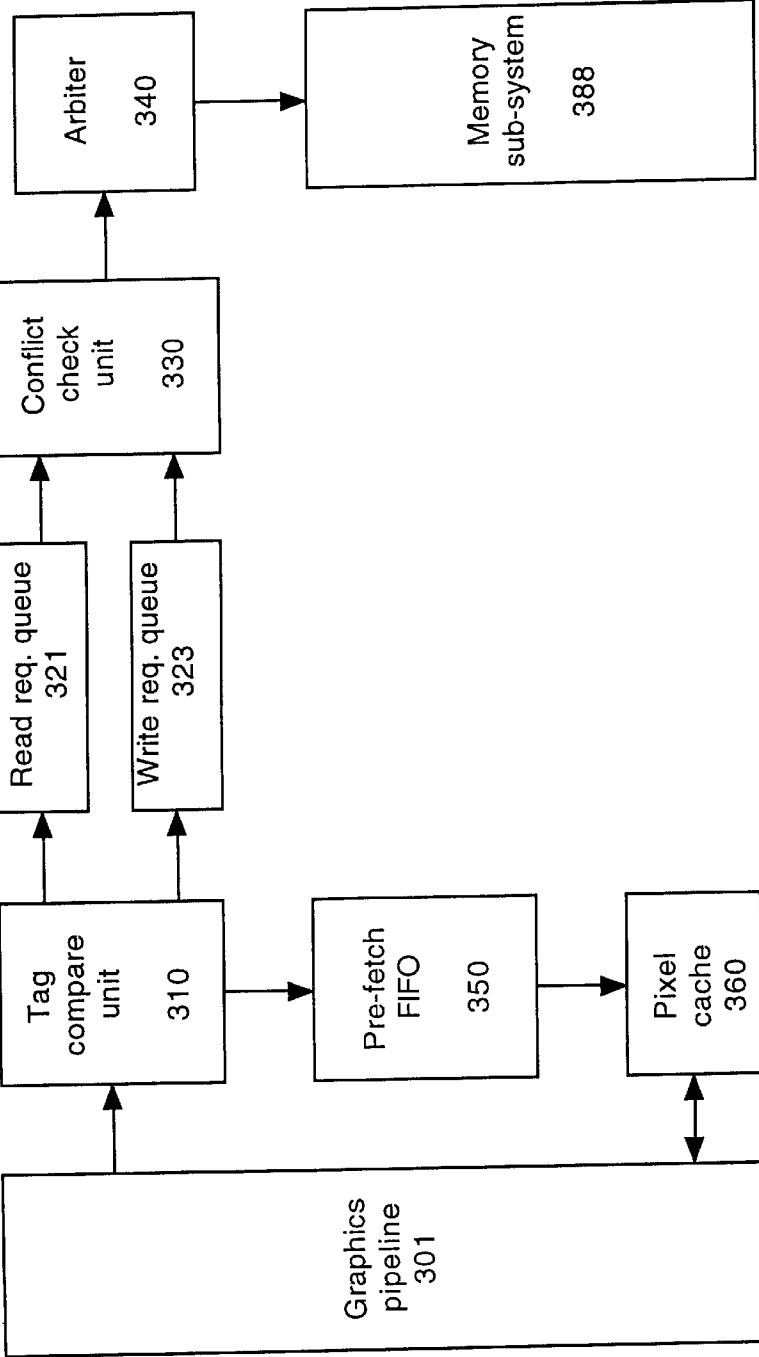 Graphics
pipeline
301
Tag
compare
unit
310
Pre-fetch
FIFO
350
Pixel
cache
360
Read req. queue
321
Write req. queue
323
Conflict
check
unit
330
Arbiter
340
Memory
sub-system
388